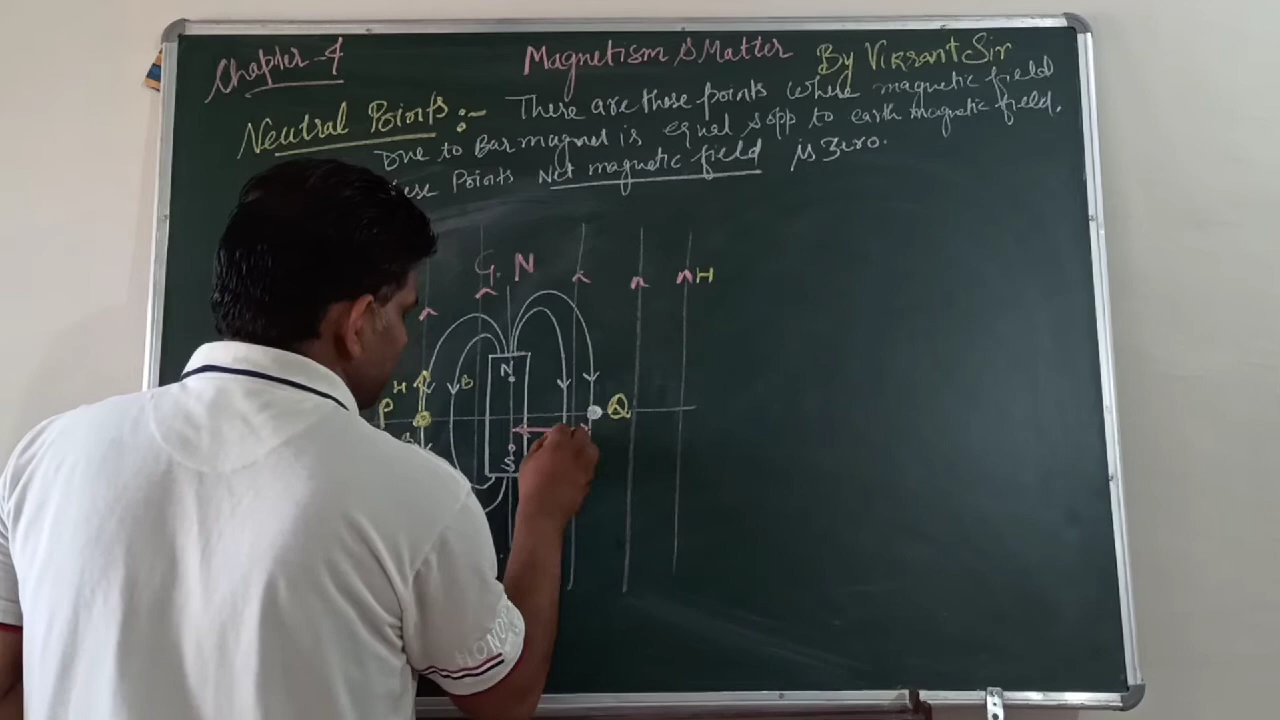 Chapter-4
Magnetism & Matter
By Vikrant Sir
Neutral Points :- There are those points where magnetic field
Due to Bar magnet is equal & opp to earth magnetic field.
Points Net magnetic field is zero.
G. N
H
H
B
N
P
Q
B
S
HONOR